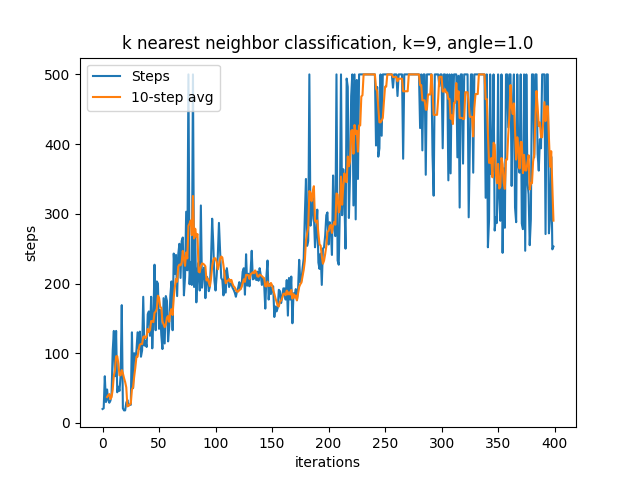 k nearest neighbor classification, k=9, angle=1.0
Steps
10-step avg
steps
500
400
300
200
100
0
0 50 100 150 200 250 300 350 400
iterations